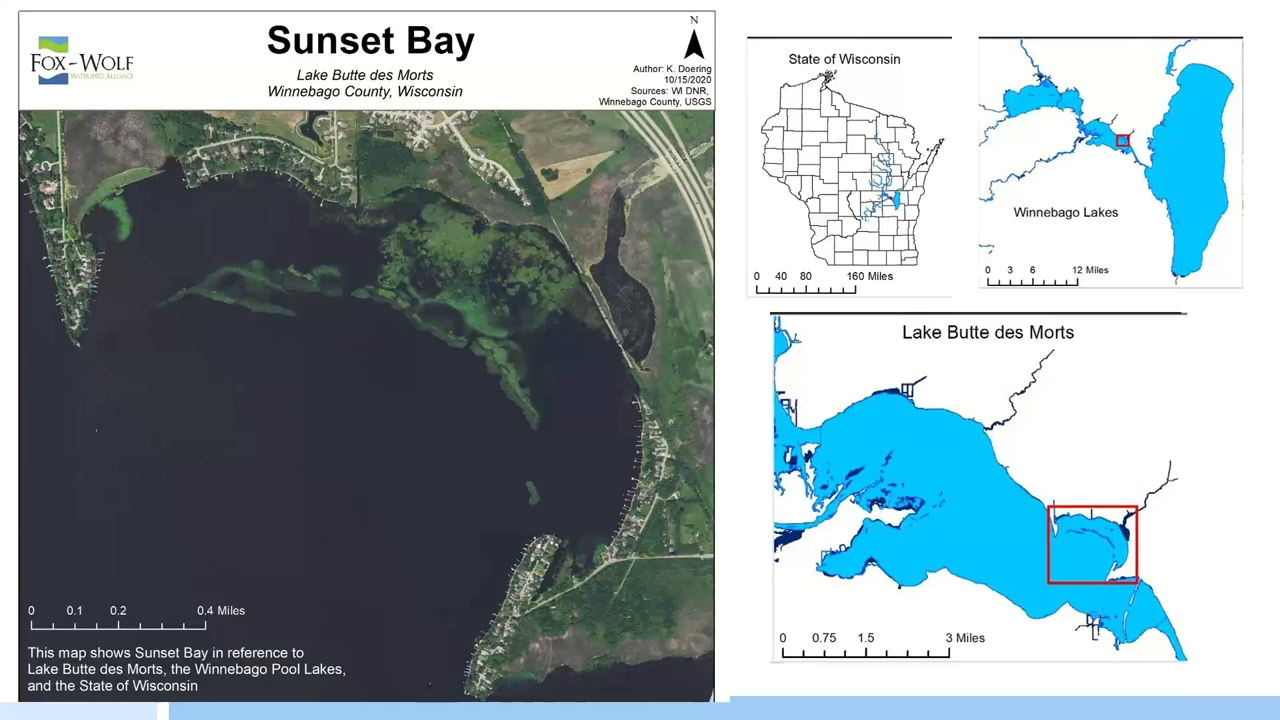 FOX-WOLF
WATERSHED ALLIANCE
Sunset Bay
Lake Butte des Morts
Winnebago County, Wisconsin
N
Author: K. Doering
10/15/2020
Sources: WI DNR,
Winnebago County, USGS
0 0.1 0.2 0.4 Miles
This map shows Sunset Bay in reference to
Lake Butte des Morts, the Winnebago Pool Lakes,
and the State of Wisconsin
State of Wisconsin
0 40 80 160 Miles
Winnebago Lakes
0 3 6 12 Miles
Lake Butte des Morts
0 0.75 1.5 3 Miles